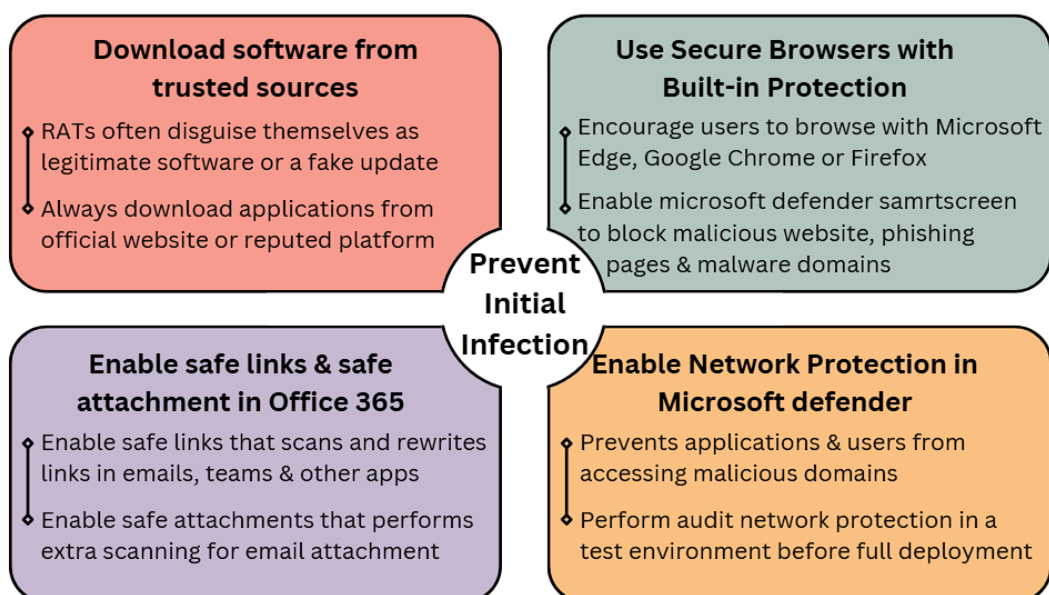 Download software from
trusted sources
RATs often disguise themselves as
legitimate software or a fake update
Always download applications from
official website or reputed platform
Use Secure Browsers with
Built-in Protection
Encourage users to browse with Microsoft
Edge, Google Chrome or Firefox
Enable microsoft defender samrtscreen
to block malicious website, phishing
pages & malware domains
Prevent
Initial
Infection
Enable safe links & safe
attachment in Office 365
Enable safe links that scans and rewrites
links in emails, teams & other apps
Enable safe attachments that performs
extra scanning for email attachment
Enable Network Protection in
Microsoft defender
Prevents applications & users from
accessing malicious domains
Perform audit network protection in a
test environment before full deployment